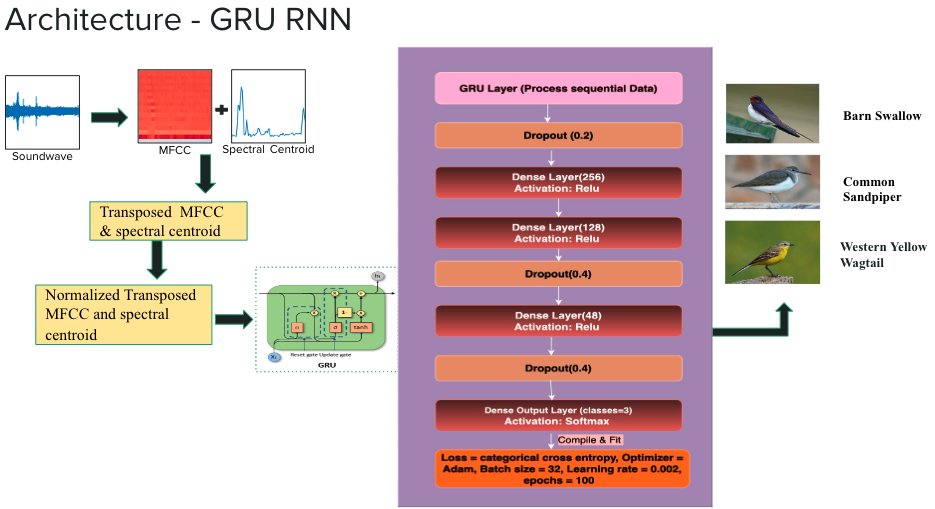 Architecture - GRU RNN
Soundwave
MFCC
Spectral Centroid
Transposed MFCC
& spectral centroid
Normalized Transposed
MFCC and spectral
centroid
1-
σ
tanh
Reset gate Update gate
GRU
GRU Layer (Process sequential Data)
Dropout (0.2)
Dense Layer(256)
Activation: Relu
Dense Layer(128)
Activation: Relu
Dropout(0.4)
Dense Layer(48)
Activation: Relu
Dropout(0.4)
Dense Output Layer (classes=3)
Activation: Softmax
Compile & Fit
Loss = categorical cross entropy, Optimizer =
Adam, Batch size = 32, Learning rate = 0.002,
epochs = 100
Barn Swallow
Common
Sandpiper
Western Yellow
Wagtail